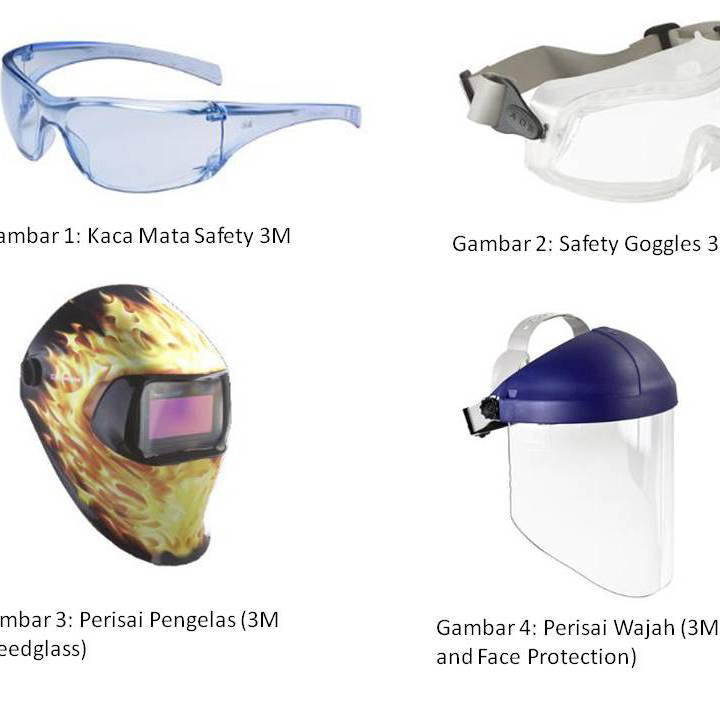 ambar 1: Kaca Mata Safety 3M
Gambar 2: Safety Goggles 3
mbar 3: Perisai Pengelas (3M
eedglass)
Gambar 4: Perisai Wajah (3M
and Face Protection)